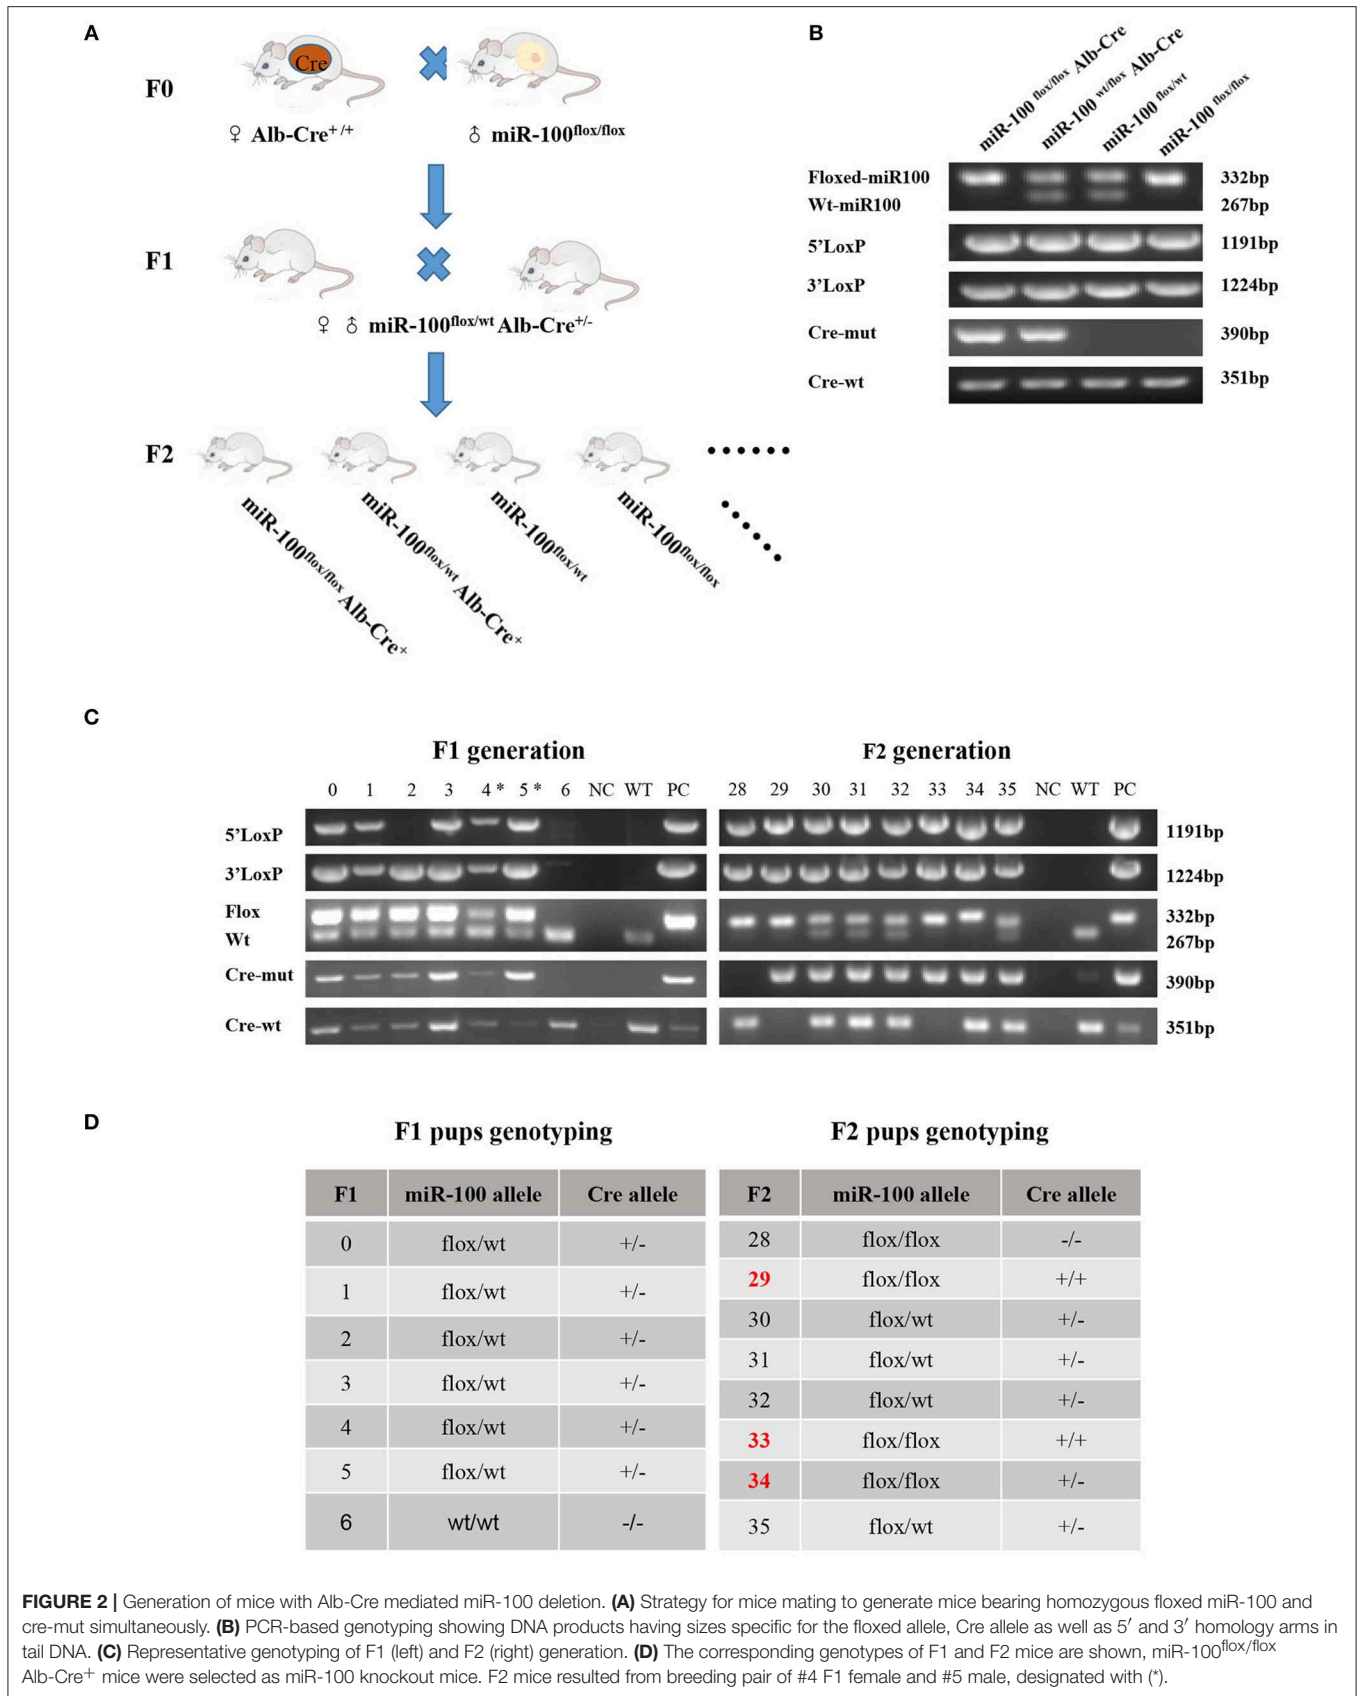 A
F0
Cre
♀ Alb-Cre+/+
♂ miR-100flox/flox
F1
♀ ♂ miR-100flox/wt Alb-Cre+/-
F2
miR-100flox/flox Alb-Cre+
miR-100flox/wt Alb-Cre+
miR-100flox/wt
miR-100flox/flox
B
miR-100 flox/flox Alb-Cre
miR-100 wt/flox Alb-Cre
miR-100 flox/wt
miR-100 flox/flox
Floxed-miR100 332bp
Wt-miR100 267bp
5'LoxP 1191bp
3'LoxP 1224bp
Cre-mut 390bp
Cre-wt 351bp
C
F1 generation
0 1 2 3 4* 5* 6 NC WT PC
F2 generation
28 29 30 31 32 33 34 35 NC WT PC
5'LoxP 1191bp
3'LoxP 1224bp
Flox 332bp
Wt 267bp
Cre-mut 390bp
Cre-wt 351bp
D
F1 pups genotyping
F1 miR-100 allele Cre allele
0 flox/wt +/-
1 flox/wt +/-
2 flox/wt +/-
3 flox/wt +/-
4 flox/wt +/-
5 flox/wt +/-
6 wt/wt -/-
F2 pups genotyping
F2 miR-100 allele Cre allele
28 flox/flox -/-
29 flox/flox +/+
30 flox/wt +/-
31 flox/wt +/-
32 flox/wt +/-
33 flox/flox +/+
34 flox/flox +/-
35 flox/wt +/-
FIGURE 2 | Generation of mice with Alb-Cre mediated miR-100 deletion. (A) Strategy for mice mating to generate mice bearing homozygous floxed miR-100 and
cre-mut simultaneously. (B) PCR-based genotyping showing DNA products having sizes specific for the floxed allele, Cre allele as well as 5′ and 3′ homology arms in
tail DNA. (C) Representative genotyping of F1 (left) and F2 (right) generation. (D) The corresponding genotypes of F1 and F2 mice are shown, miR-100flox/flox
Alb-Cre+ mice were selected as miR-100 knockout mice. F2 mice resulted from breeding pair of #4 F1 female and #5 male, designated with (*).